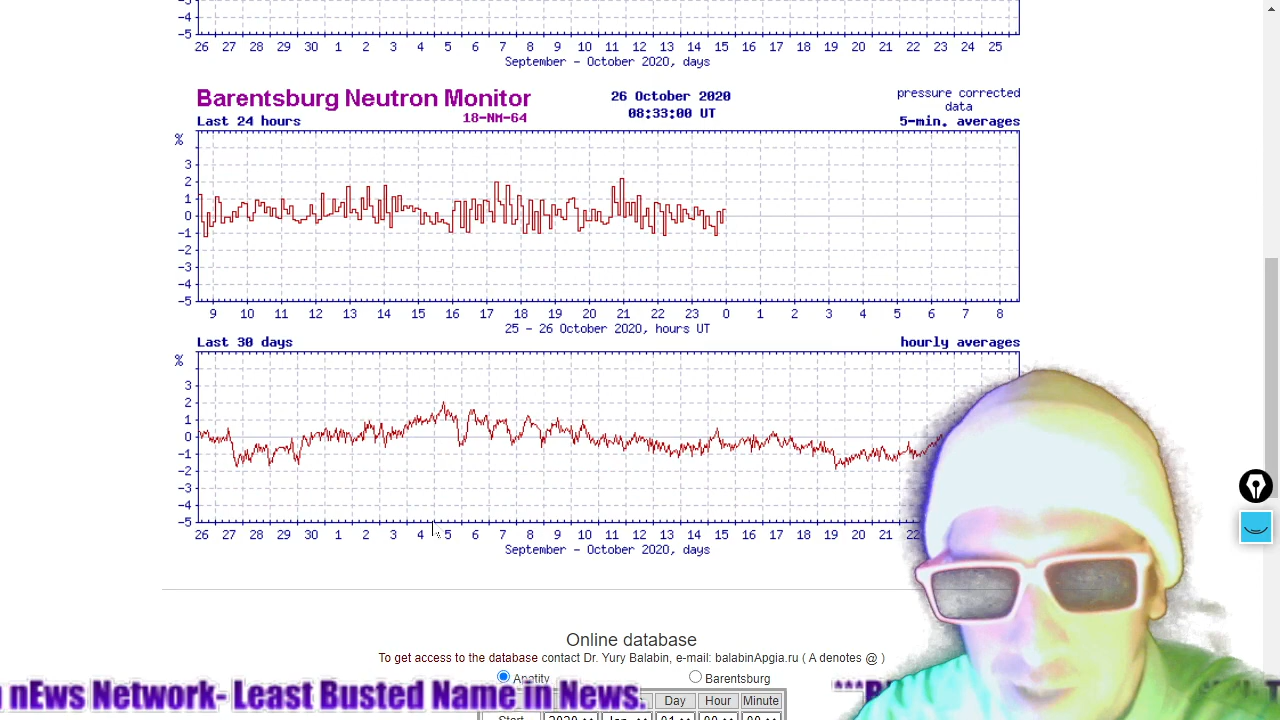 -4
-5
26 27 28 29 30 1 2 3 4 5 6 7 8 9 10 11 12 13 14 15 16 17 18 19 20 21 22 23 24 25
September - October 2020, days
Barentsburg Neutron Monitor
26 October 2020
pressure corrected
data
18-NM-64
08:33:00 UT
Last 24 hours
5-min. averages
%
3
2
1
0
-1
-2
-3
-4
-5
9 10 11 12 13 14 15 16 17 18 19 20 21 22 23 0 1 2 3 4 5 6 7 8
25 - 26 October 2020, hours UT
Last 30 days
hourly averages
%
3
2
1
0
-1
-2
-3
-4
-5
26 27 28 29 30 1 2 3 4 5 6 7 8 9 10 11 12 13 14 15 16 17 18 19 20 21 22
September - October 2020, days
Online database
To get access to the database contact Dr. Yury Balabin, e-mail: balabinApgia.ru ( A denotes @ )
Apatity Barentsburg
nEws Network- Least Busted Name in News.
Day Hour Minute
Start 2020 Jan 01 00 00